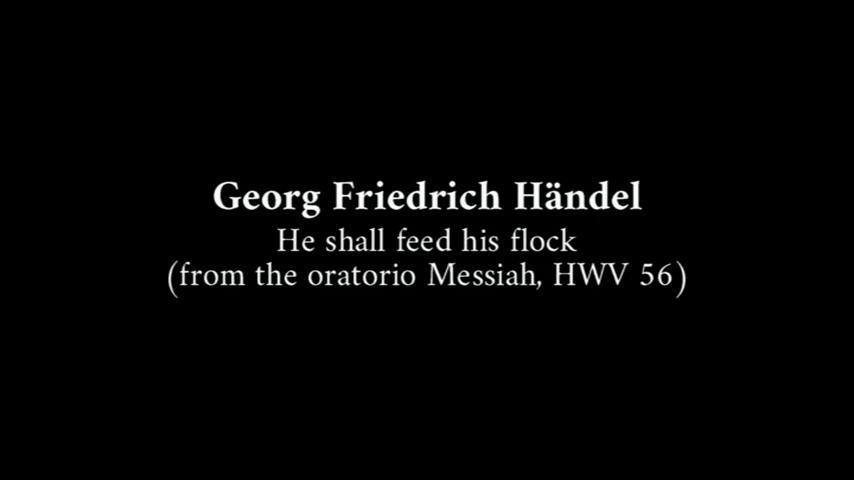 Georg Friedrich Händel
He shall feed his flock
(from the oratorio Messiah, HWV 56)